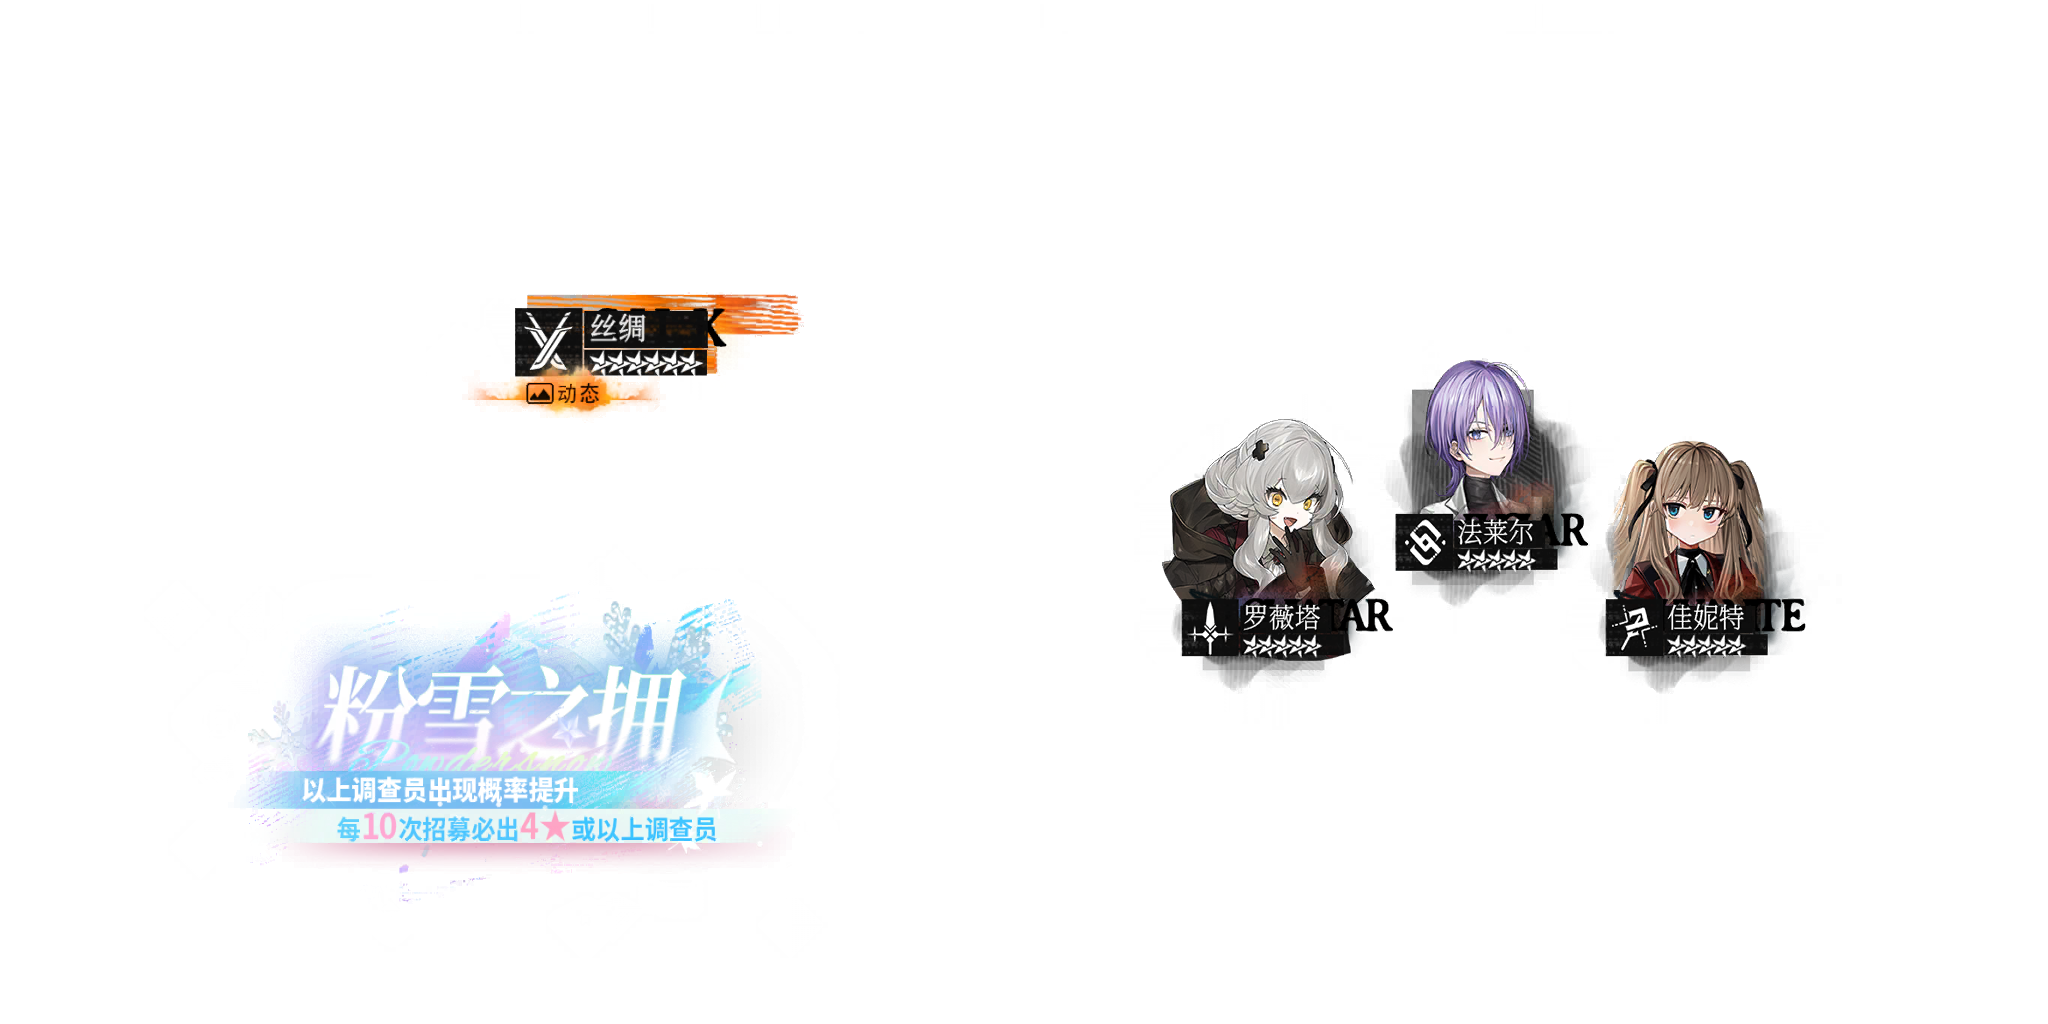 丝绸
动态
粉雪之拥
以上调查员出现概率提升
每10次招募必出4★或以上调查员
法莱尔
罗薇塔
佳妮特